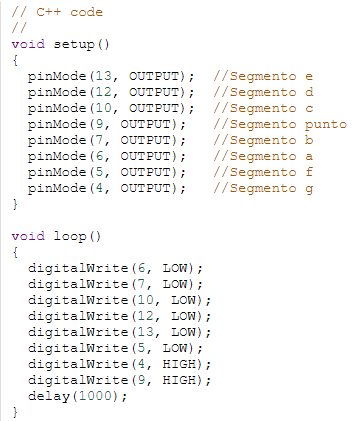 // C++ code
//
void setup()
{
  pinMode(13, OUTPUT);  //Segmento e
  pinMode(12, OUTPUT);  //Segmento d
  pinMode(10, OUTPUT);  //Segmento c
  pinMode(9, OUTPUT);   //Segmento punto
  pinMode(7, OUTPUT);   //Segmento b
  pinMode(6, OUTPUT);   //Segmento a
  pinMode(5, OUTPUT);   //Segmento f
  pinMode(4, OUTPUT);   //Segmento g
}

void loop()
{
  digitalWrite(6, LOW);
  digitalWrite(7, LOW);
  digitalWrite(10, LOW);
  digitalWrite(12, LOW);
  digitalWrite(13, LOW);
  digitalWrite(5, LOW);
  digitalWrite(4, HIGH);
  digitalWrite(9, HIGH);
  delay(1000);
}